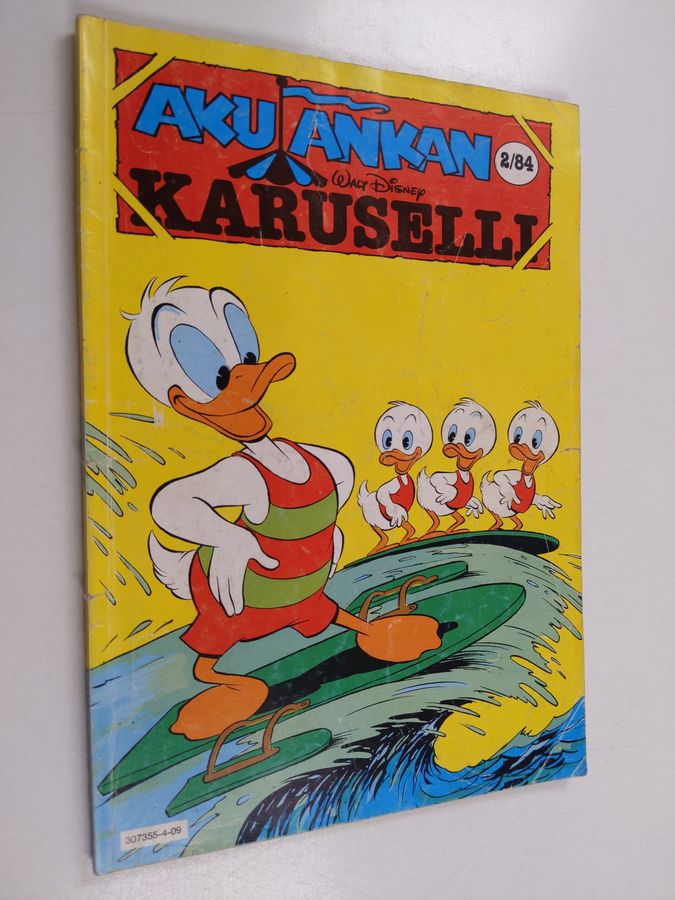 AKU ANKAN
2/84
WALT DISNEY
KARUSELLI
307355-4-09